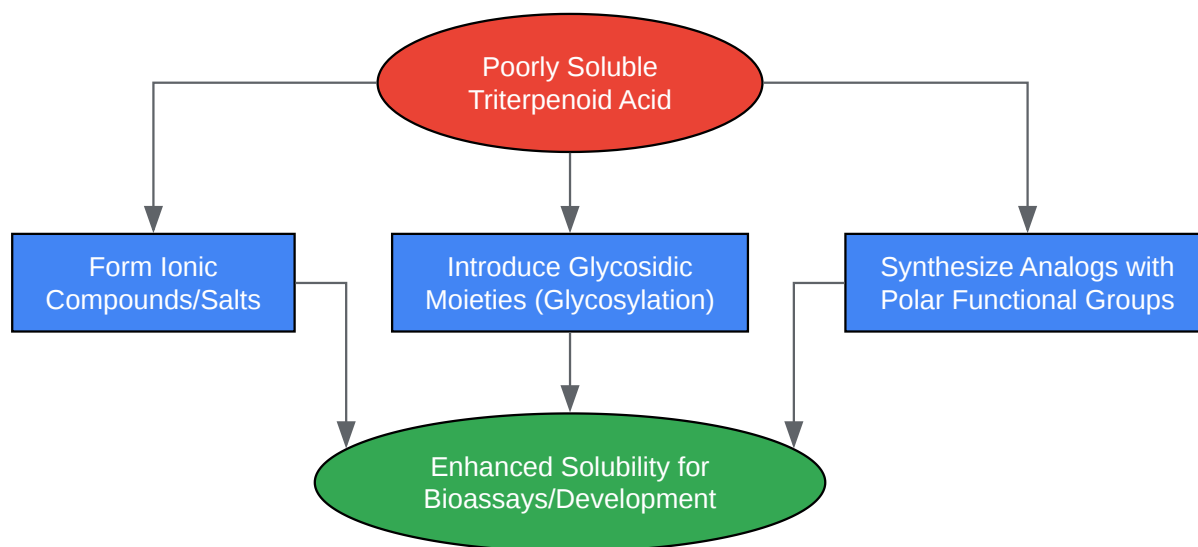 Poorly Soluble
Triterpenoid Acid
Form Ionic
Compounds/Salts
Introduce Glycosidic
Moieties (Glycosylation)
Synthesize Analogs with
Polar Functional Groups
Enhanced Solubility for
Bioassays/Development